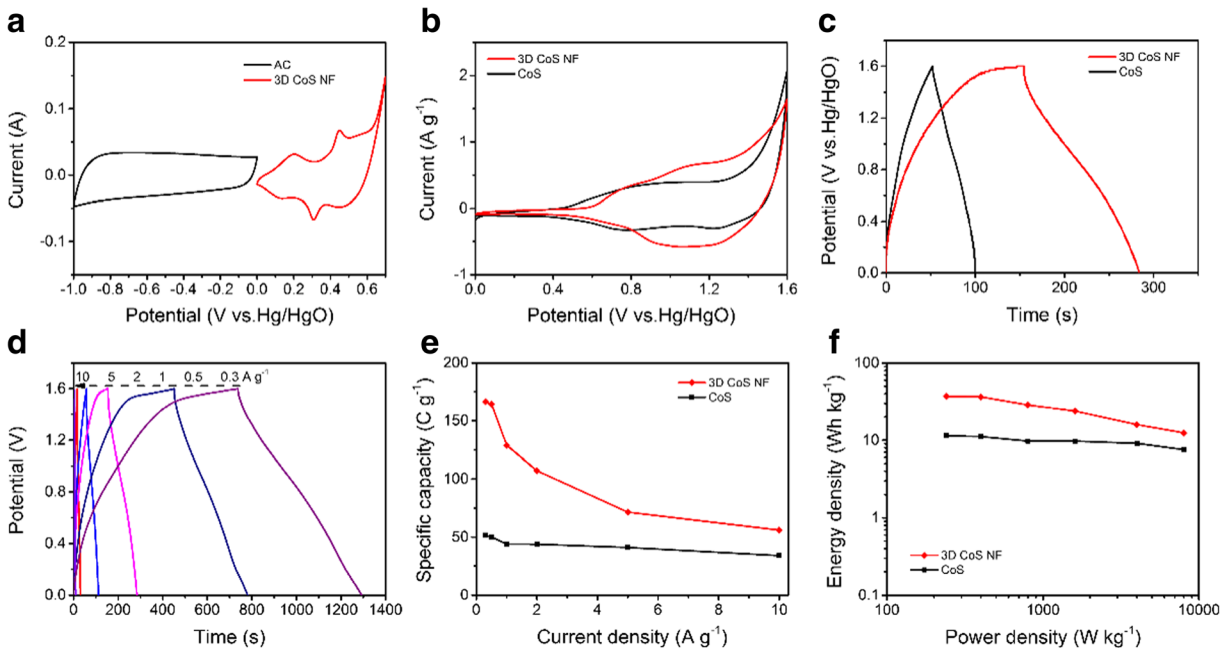 a
0.2
0.1
0.0
-0.1
Current (A)
AC
3D CoS NF
-1.0 -0.8 -0.6 -0.4 -0.2 0.0 0.2 0.4 0.6
Potential (V vs.Hg/HgO)
b
2
1
0
-1
Current (A g⁻¹)
3D CoS NF
CoS
0.0 0.4 0.8 1.2 1.6
Potential (V vs.Hg/HgO)
c
1.6
1.2
0.8
0.4
0.0
Potential (V vs.Hg/HgO)
3D CoS NF
CoS
0 100 200 300
Time (s)
d
10 5 2 1 0.5 0.3 A g⁻¹
1.6
1.2
0.8
0.4
0.0
Potential (V)
0 200 400 600 800 1000 1200 1400
Time (s)
e
200
150
100
50
0
Specific capacity (C g⁻¹)
3D CoS NF
CoS
0 2 4 6 8 10
Current density (A g⁻¹)
f
100
10
1
0.1
Energy density (Wh kg⁻¹)
3D CoS NF
CoS
100 1000 10000
Power density (W kg⁻¹)